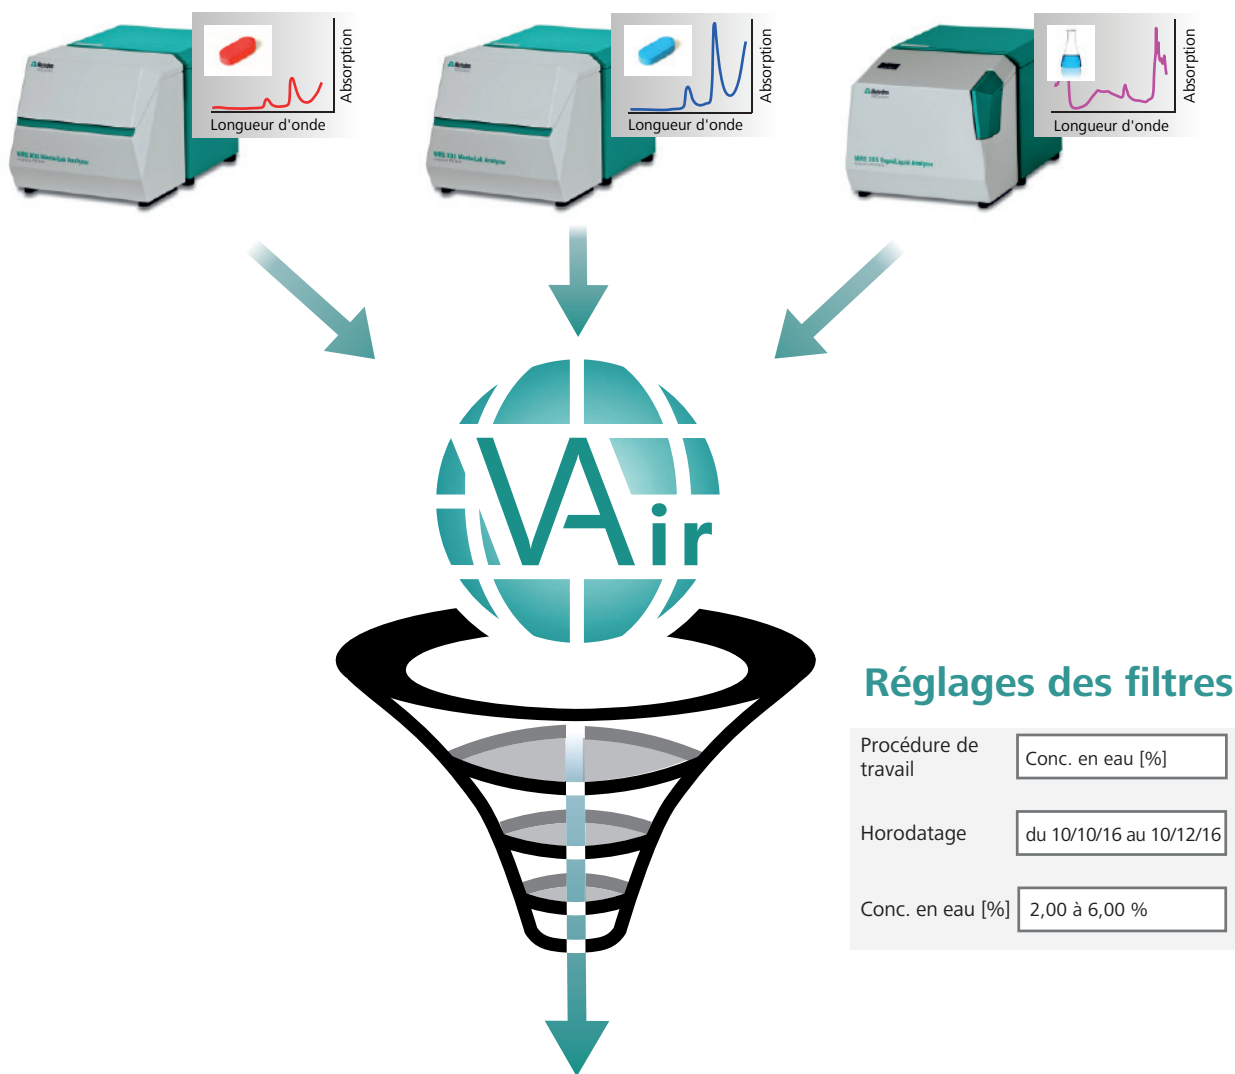 Absorption
Longueur d'onde
Absorption
Longueur d'onde
Absorption
Longueur d'onde
VAir
Réglages des filtres
Procédure de
travail
Conc. en eau [%]
Horodatage
du 10/10/16 au 10/12/16
Conc. en eau [%]
2,00 à 6,00 %